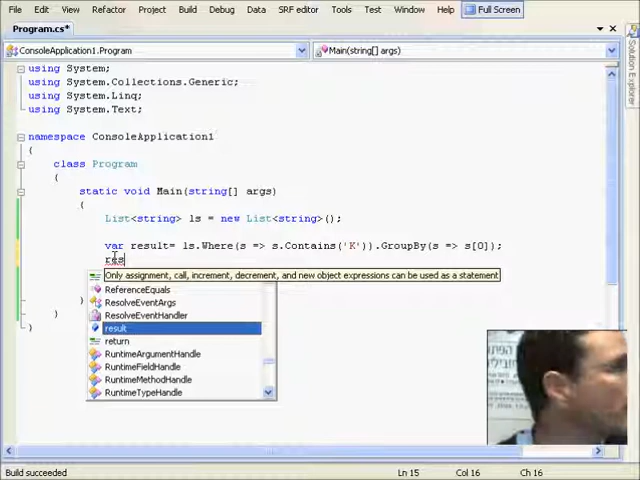 File Edit View Refactor Project Build Debug Data SRF editor Tools Test Window Help Full Screen
Program.cs*
ConsoleApplication1.Program Main(string[] args)
Solution Explorer
using System;
using System.Collections.Generic;
using System.Linq;
using System.Text;
namespace ConsoleApplication1
{
class Program
{
static void Main(string[] args)
{
List<string> ls = new List<string>();
var result= ls.Where(s => s.Contains('K')).GroupBy(s => s[0]);
res
Only assignment, call, increment, decrement, and new object expressions can be used as a statement
ReferenceEquals
ResolveEventArgs
}
ResolveEventHandler
}
result
}
return
RuntimeArgumentHandle
RuntimeFieldHandle
RuntimeMethodHandle
RuntimeTypeHandle
Build succeeded Ln 15 Col 16 Ch 16